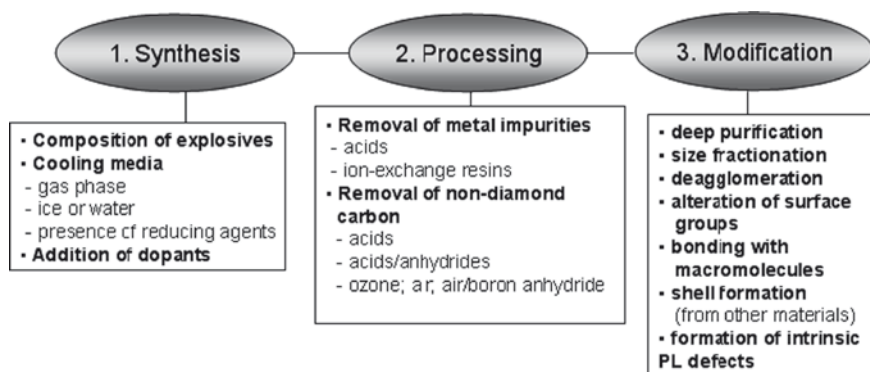 1. Synthesis
• Composition of explosives
• Cooling media
- gas phase
- ice or water
- presence cf reducing agents
• Addition of dopants
2. Processing
• Removal of metal impurities
- acids
- ion-exchange resins
• Removal of non-diamond
carbon
- acids
- acids/anhydrides
- ozone; a r; air/boron anhydride
3. Modification
• deep purification
• size fractionation
• deagglomeration
• alteration of surface
groups
• bonding with
macromolecules
• shell formation
(from other materials)
• formation of intrinsic
PL defects